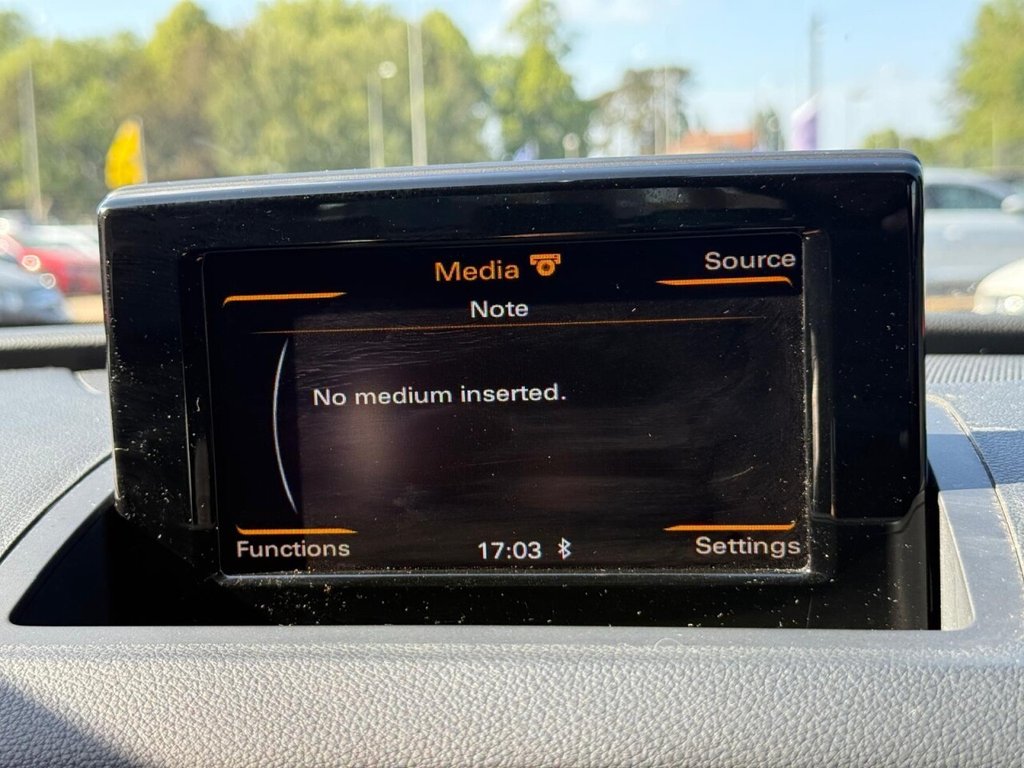 Media
Source
Note
No medium inserted.
Functions
17:03
Settings